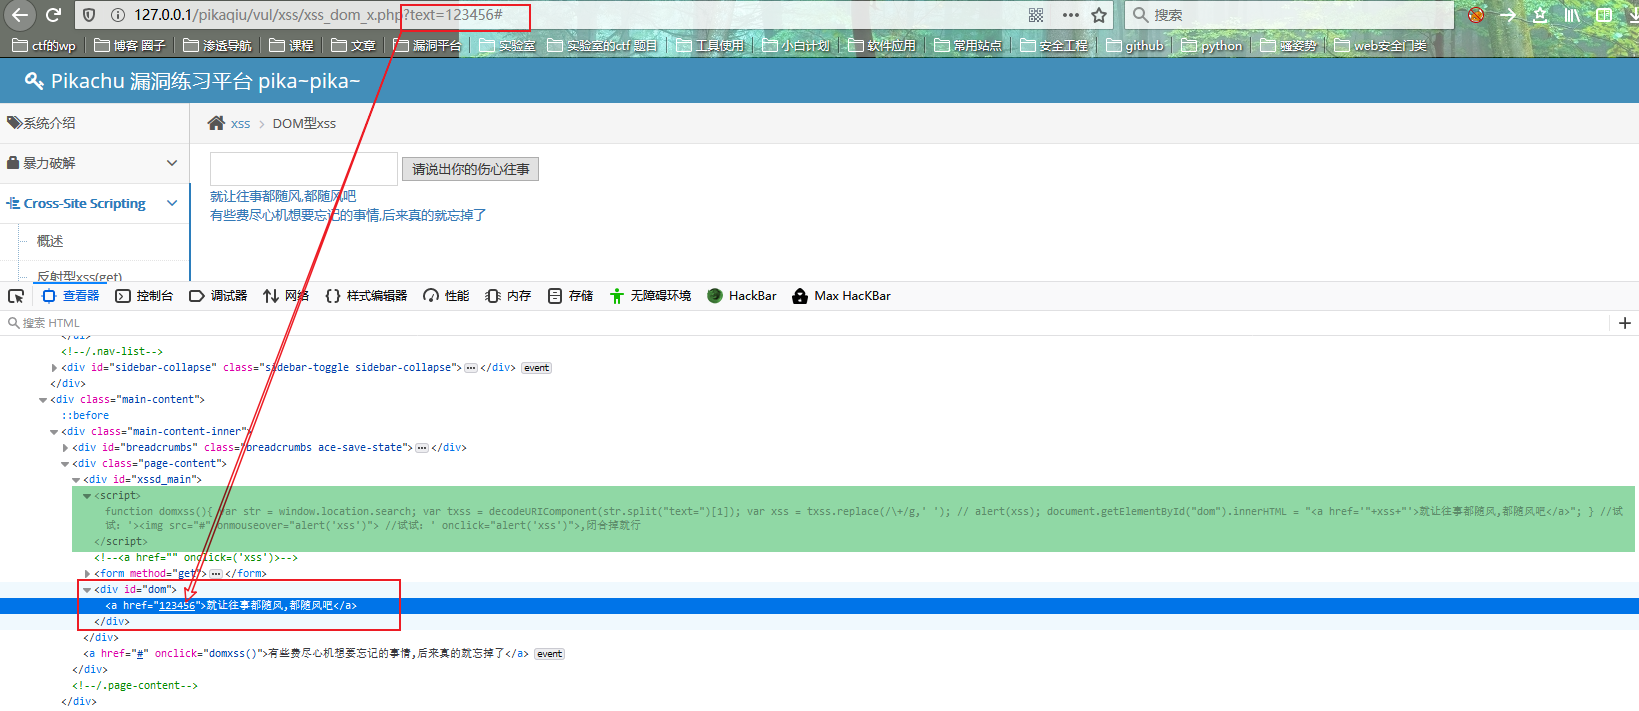 127.0.0.1/pikaqiu/vul/xss/xss_dom_x.php?text=123456#
搜索
ctf的wp 博客 圈子 渗透导航 课程 文章 漏洞平台 实验室 实验室的ctf 题目 工具使用 小白计划 软件应用 常用站点 安全工程 github python 骚姿势 web安全门类
Pikachu 漏洞练习平台 pika~pika~
系统介绍
xss › DOM型xss
暴力破解
请说出你的伤心往事
Cross-Site Scripting
就让往事都随风,都随风吧
有些费尽心机想要忘记的事情,后来真的就忘掉了
概述
反射型xss(get)
查看器 控制台 调试器 网络 {} 样式编辑器 性能 内存 存储 无障碍环境 HackBar Max HacKBar
搜索 HTML
</ul>
<!--/.nav-list-->
<div id="sidebar-collapse" class="sidebar-toggle sidebar-collapse">⋯</div> event
</div>
<div class="main-content">
::before
<div class="main-content-inner">
<div id="breadcrumbs" class="breadcrumbs ace-save-state">⋯</div>
<div class="page-content">
<div id="xssd_main">
<script>
function domxss(){ var str = window.location.search; var txss = decodeURIComponent(str.split("text=")[1]); var xss = txss.replace(/\+/g,' '); // alert(xss); document.getElementById("dom").innerHTML = "<a href='"+xss+"'>就让往事都随风,都随风吧</a>"; } //试
试：'><img src="#" onmouseover="alert('xss')"> //试试：' onclick="alert('xss')">,闭合掉就行
</script>
<!--<a href="" onclick=('xss')>-->
<form method="get">⋯</form>
<div id="dom">
<a href="123456">就让往事都随风,都随风吧</a>
</div>
</div>
<a href="#" onclick="domxss()">有些费尽心机想要忘记的事情,后来真的就忘掉了</a> event
</div>
<!--/.page-content-->
</div>